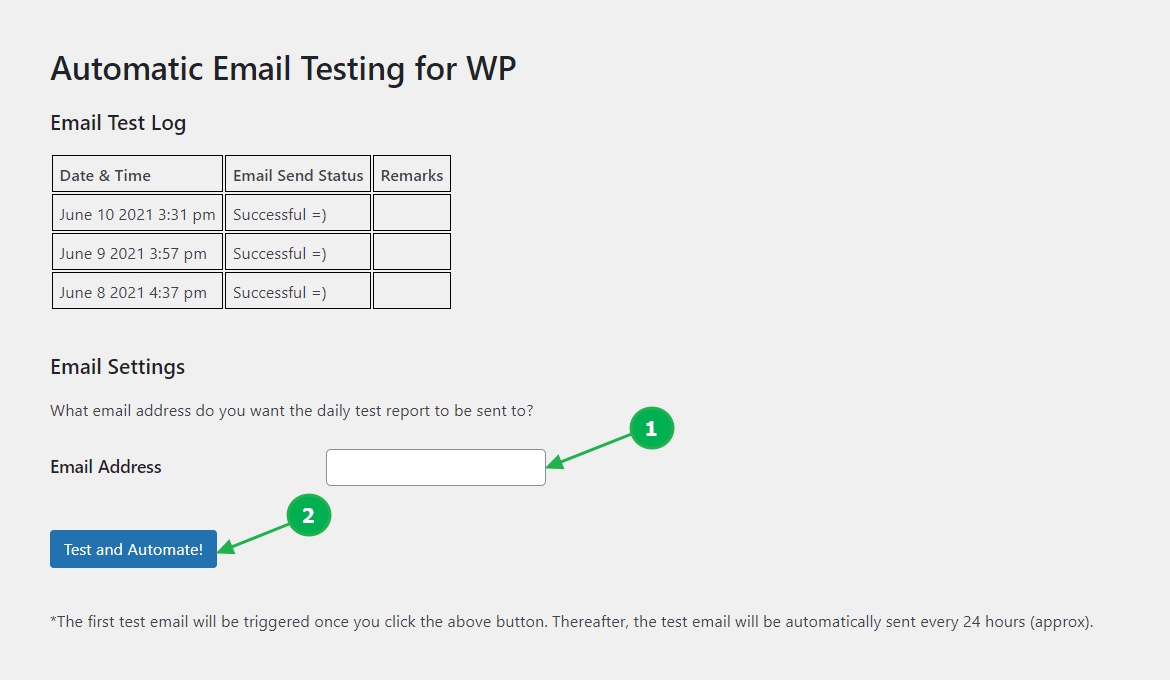 Automatic Email Testing for WP
Email Test Log
Date & Time Email Send Status Remarks
June 10 2021 3:31 pm Successful =)
June 9 2021 3:57 pm Successful =)
June 8 2021 4:37 pm Successful =)
Email Settings
What email address do you want the daily test report to be sent to?
1
Email Address
2
Test and Automate!
*The first test email will be triggered once you click the above button. Thereafter, the test email will be automatically sent every 24 hours (approx).